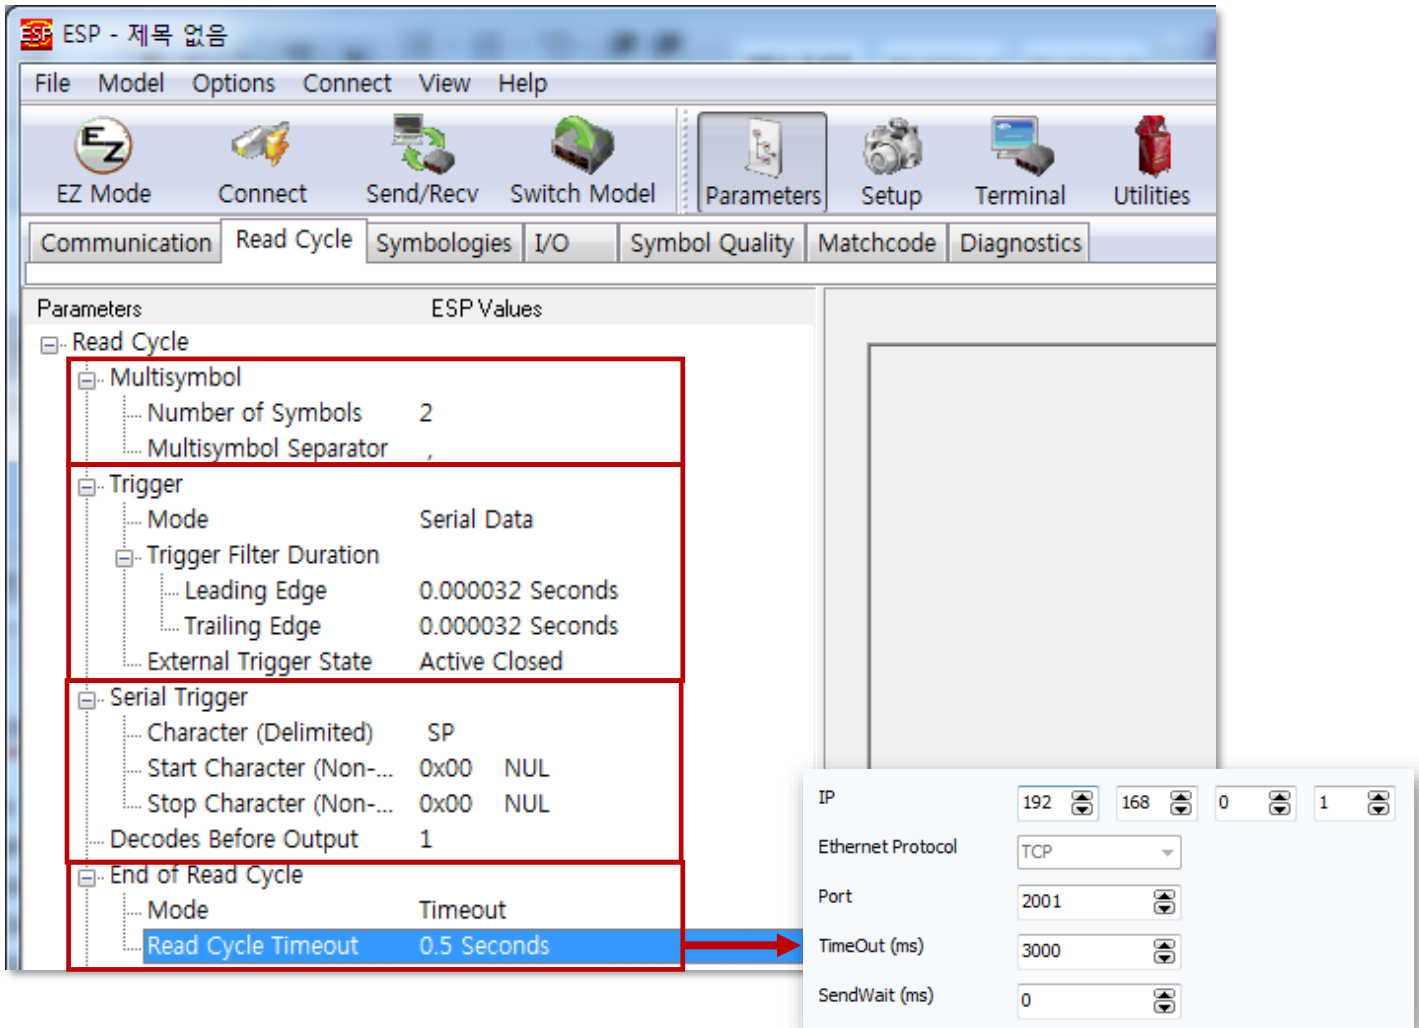 ESP ESP - 제목 없음
File Model Options Connect View Help
EZ
EZ Mode Connect Send/Recv Switch Model Parameters Setup Terminal Utilities
Communication Read Cycle Symbologies I/O Symbol Quality Matchcode Diagnostics
Parameters ESP Values
Read Cycle
Multisymbol
Number of Symbols 2
Multisymbol Separator ,
Trigger
Mode Serial Data
Trigger Filter Duration
Leading Edge 0.000032 Seconds
Trailing Edge 0.000032 Seconds
External Trigger State Active Closed
Serial Trigger
Character (Delimited) SP
Start Character (Non-... 0x00 NUL
Stop Character (Non-... 0x00 NUL
Decodes Before Output 1
End of Read Cycle
Mode Timeout
Read Cycle Timeout 0.5 Seconds
IP 192 168 0 1
Ethernet Protocol TCP
Port 2001
TimeOut (ms) 3000
SendWait (ms) 0